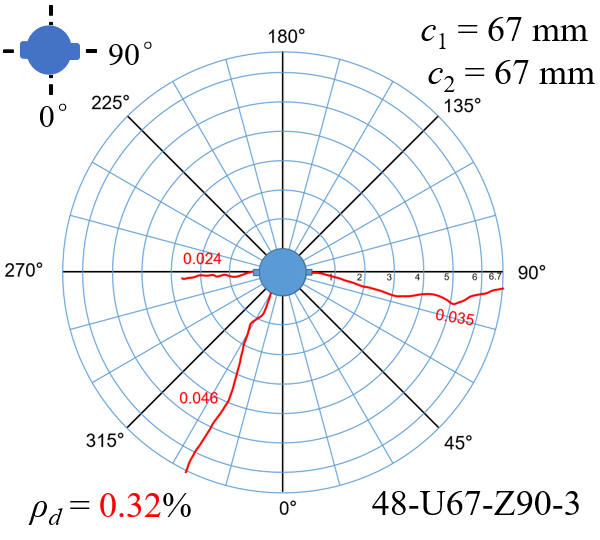 90°
0°
c₁ = 67 mm
c₂ = 67 mm
180°
225°
135°
0.024
270°
1 2 3 4 5 6 6.7
90°
0.035
0.046
315°
45°
ρd = 0.32%
0°
48-U67-Z90-3